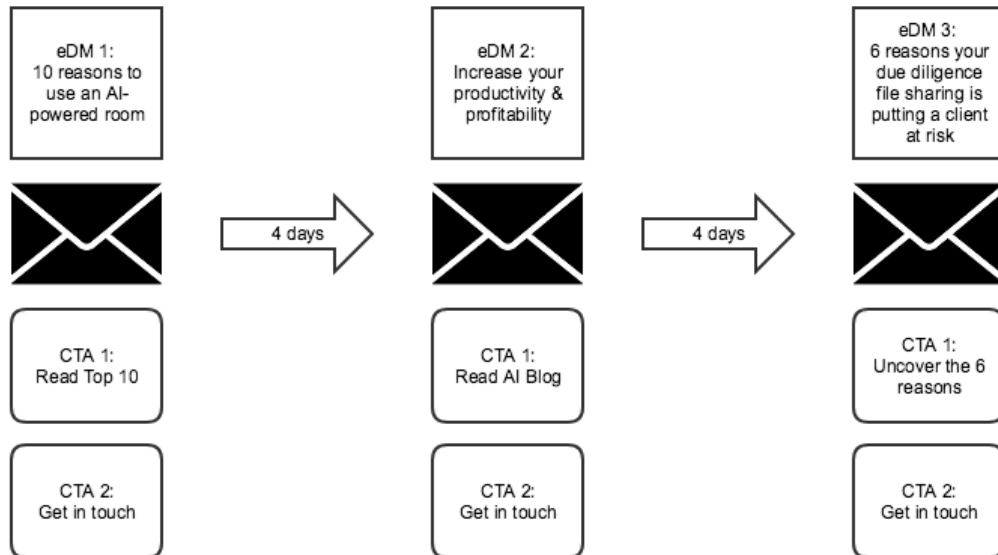 eDM 1:
10 reasons to
use an AI-
powered room
eDM 2:
Increase your
productivity &
profitability
eDM 3:
6 reasons your
due diligence
file sharing is
putting a client
at risk
4 days
4 days
CTA 1:
Read Top 10
CTA 1:
Read AI Blog
CTA 1:
Uncover the 6
reasons
CTA 2:
Get in touch
CTA 2:
Get in touch
CTA 2:
Get in touch